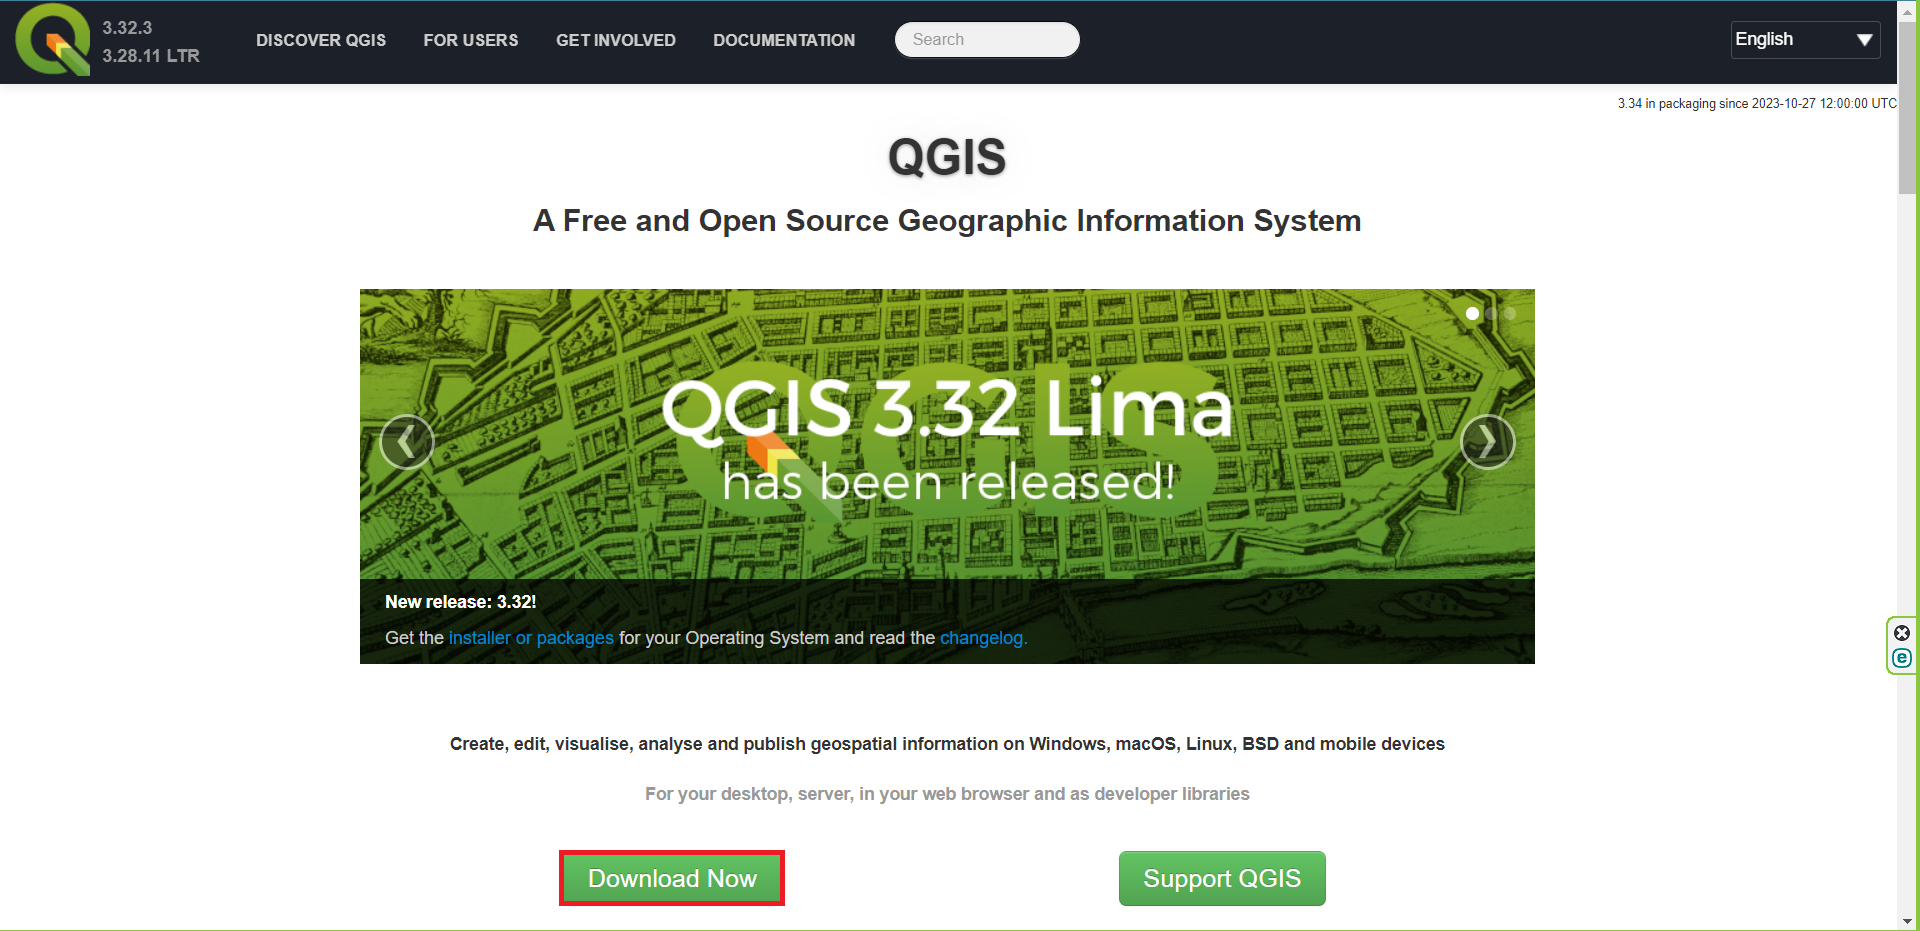 3.32.3
3.28.11 LTR
DISCOVER QGIS
FOR USERS
GET INVOLVED
DOCUMENTATION
Search
English
3.34 in packaging since 2023-10-27 12:00:00 UTC
QGIS
A Free and Open Source Geographic Information System
QGIS 3.32 Lima
has been released!
New release: 3.32!
Get the installer or packages for your Operating System and read the changelog.
Create, edit, visualise, analyse and publish geospatial information on Windows, macOS, Linux, BSD and mobile devices
For your desktop, server, in your web browser and as developer libraries
Download Now
Support QGIS